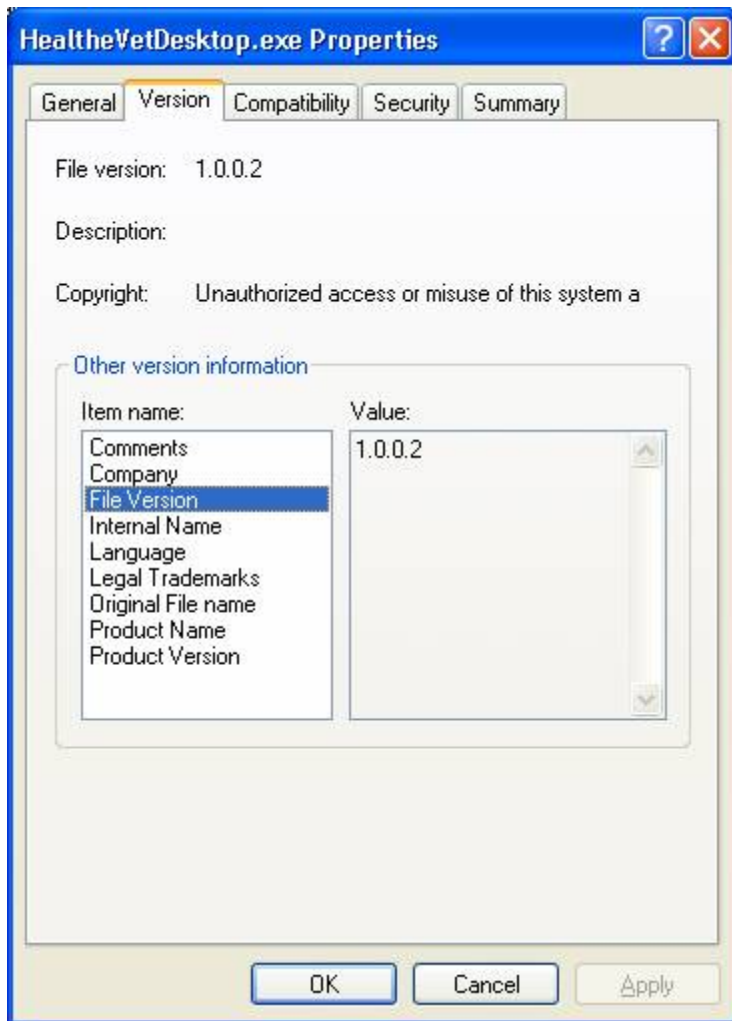 HealtheVetDesktop.exe Properties
General Version Compatibility Security Summary
File version: 1.0.0.2
Description:
Copyright: Unauthorized access or misuse of this system a
Other version information
Item name: Value:
Comments 1.0.0.2
Company
File Version
Internal Name
Language
Legal Trademarks
Original File name
Product Name
Product Version
OK Cancel Apply